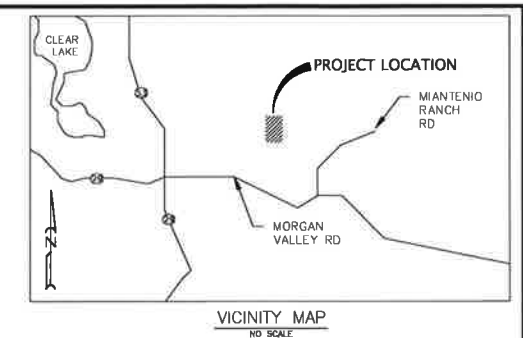 CLEAR
LAKE
PROJECT LOCATION
MIANTENIO
RANCH
RD
MORGAN
VALLEY RD
N
VICINITY MAP
NO SCALE